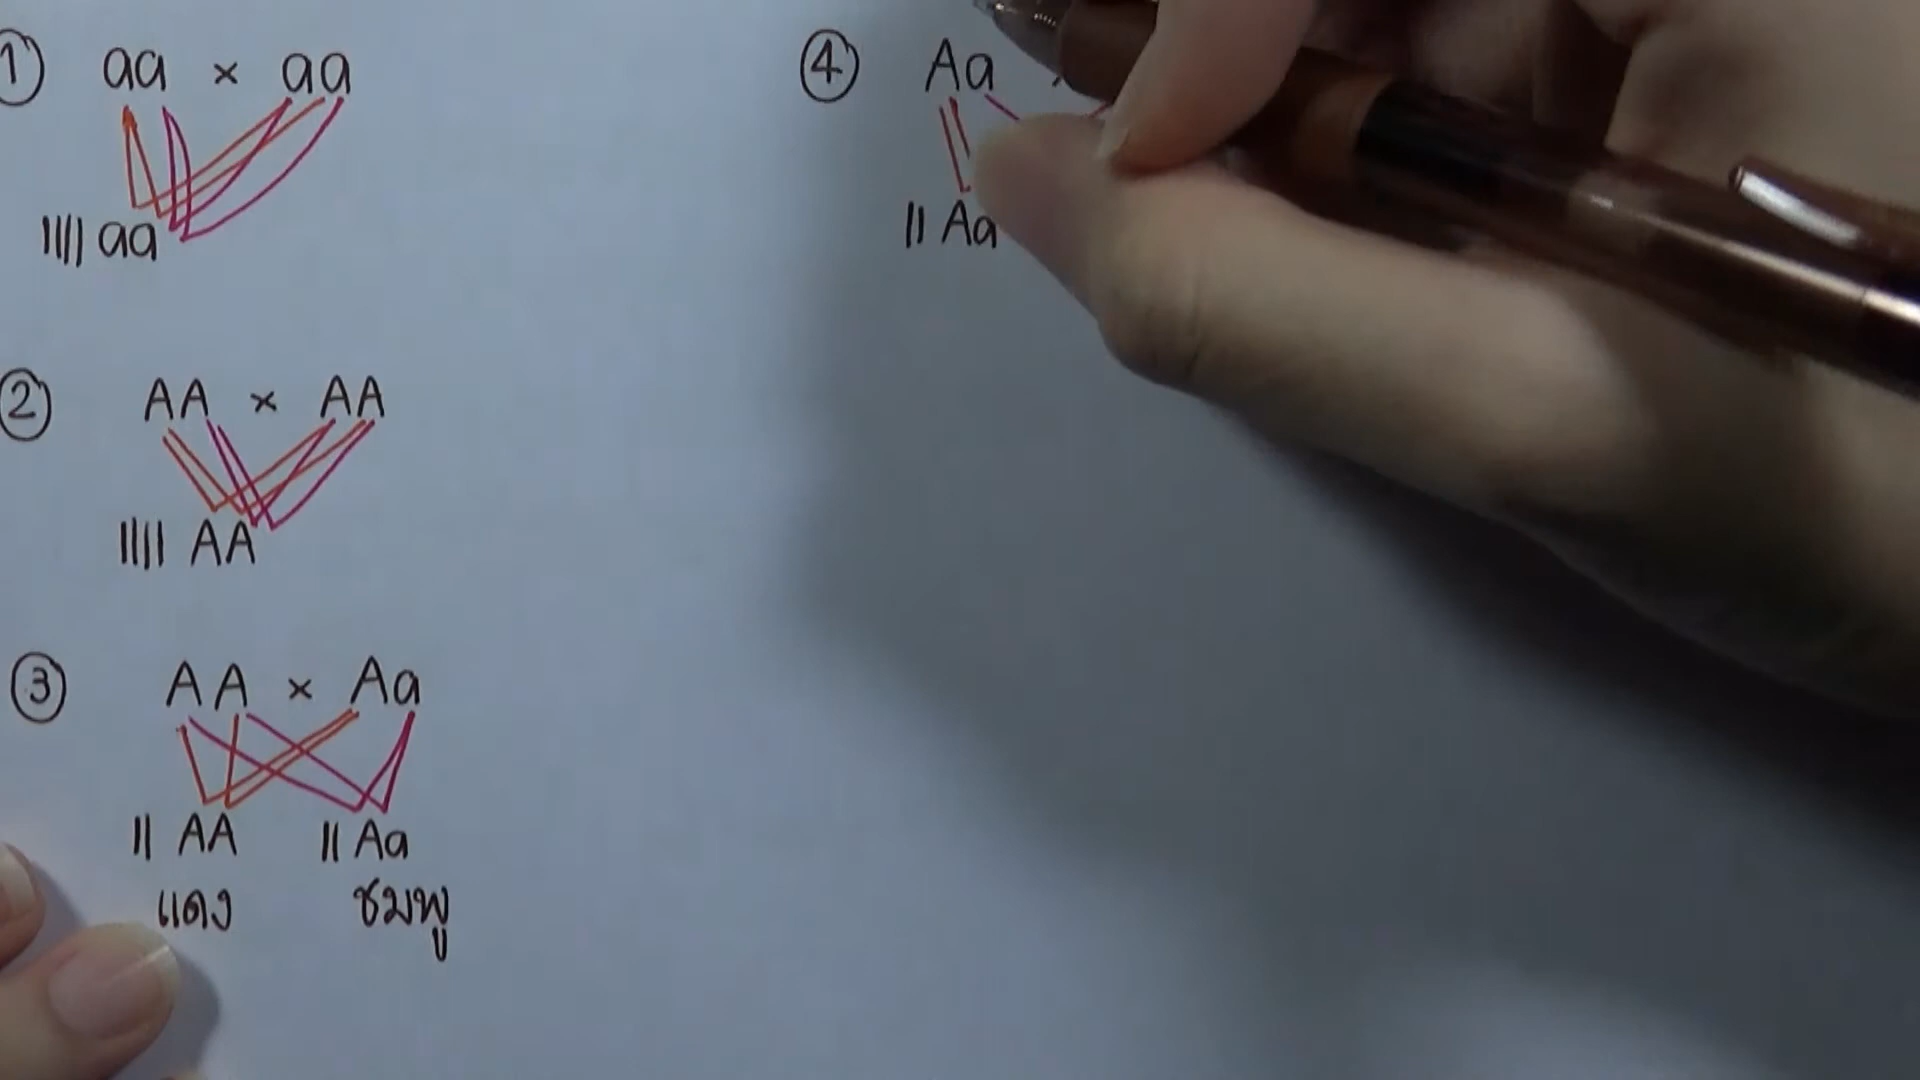 ① aa × aa
|||| aa
② AA × AA
|||| AA
③ AA × Aa
|| AA || Aa
แดง ชมพู
④ Aa
|| Aa